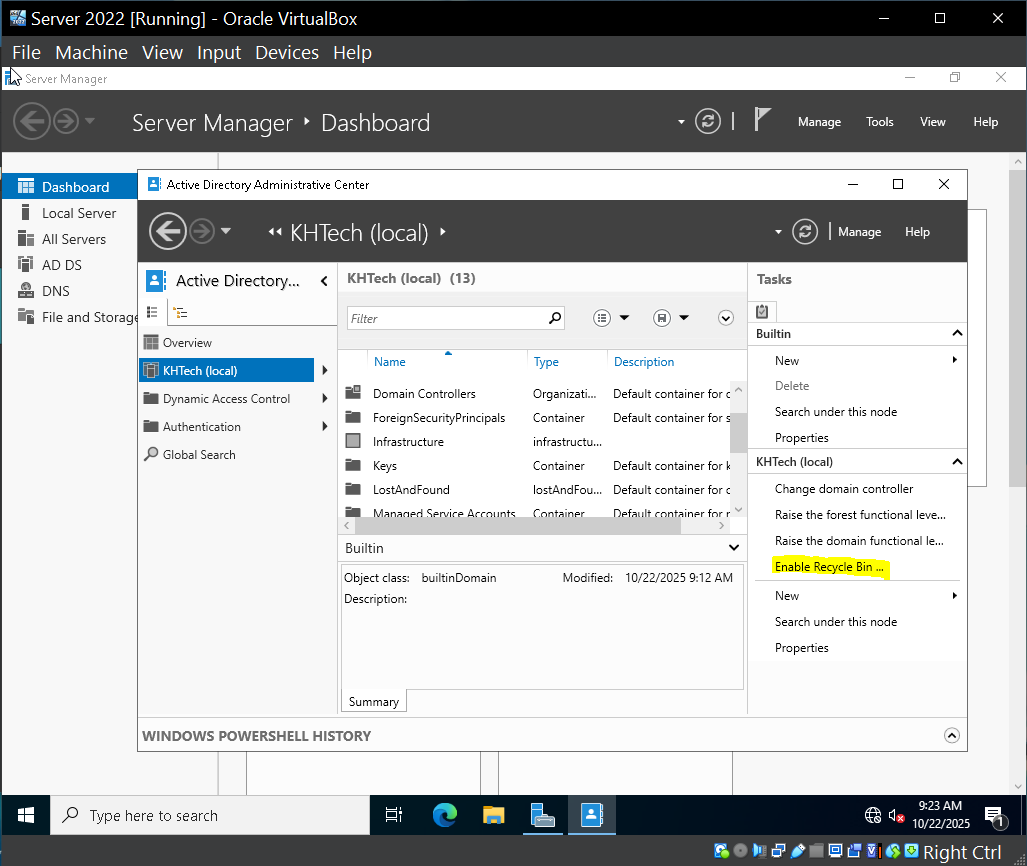 Server 2022 [Running] - Oracle VirtualBox
File Machine View Input Devices Help
Server Manager
Server Manager Dashboard
Manage Tools View Help
Dashboard
Local Server
All Servers
AD DS
DNS
File and Storag
Active Directory Administrative Center
KHTech (local)
Manage Help
Active Directory...
Overview
KHTech (local)
Dynamic Access Control
Authentication
Global Search
KHTech (local) (13)
Filter
Name Type Description
Domain Controllers Organizati... Default container for
ForeignSecurityPrincipals Container Default container for
Infrastructure infrastructu...
Keys Container Default container for
LostAndFound lostAndFou... Default container for
Managed Service Accounts Container Default container for
Builtin
Object class: builtinDomain Modified: 10/22/2025 9:12 AM
Description:
Summary
Tasks
Builtin
New
Delete
Search under this node
Properties
KHTech (local)
Change domain controller
Raise the forest functional leve...
Raise the domain functional le...
Enable Recycle Bin ...
New
Search under this node
Properties
WINDOWS POWERSHELL HISTORY
Type here to search
9:23 AM
10/22/2025
1
Right Ctrl